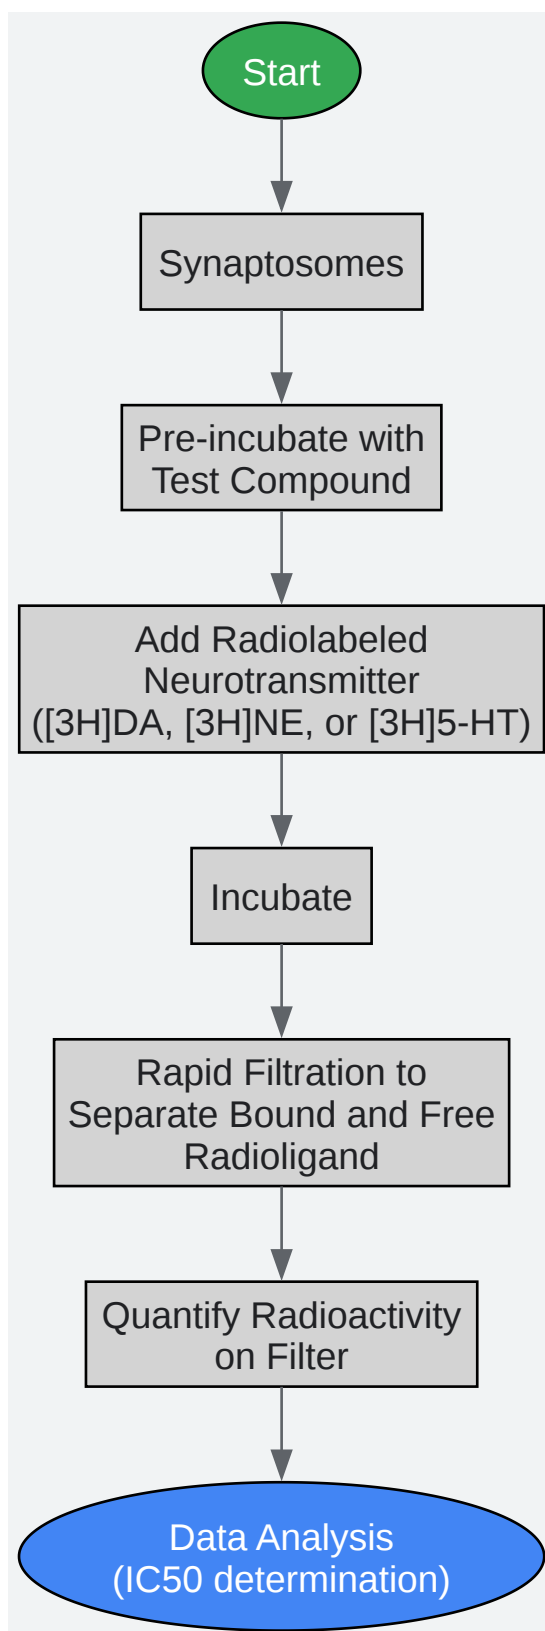 Start
Synaptosomes
Pre-incubate with
Test Compound
Add Radiolabeled
Neurotransmitter
([3H]DA, [3H]NE, or [3H]5-HT)
Incubate
Rapid Filtration to
Separate Bound and Free
Radioligand
Quantify Radioactivity
on Filter
Data Analysis
(IC50 determination)